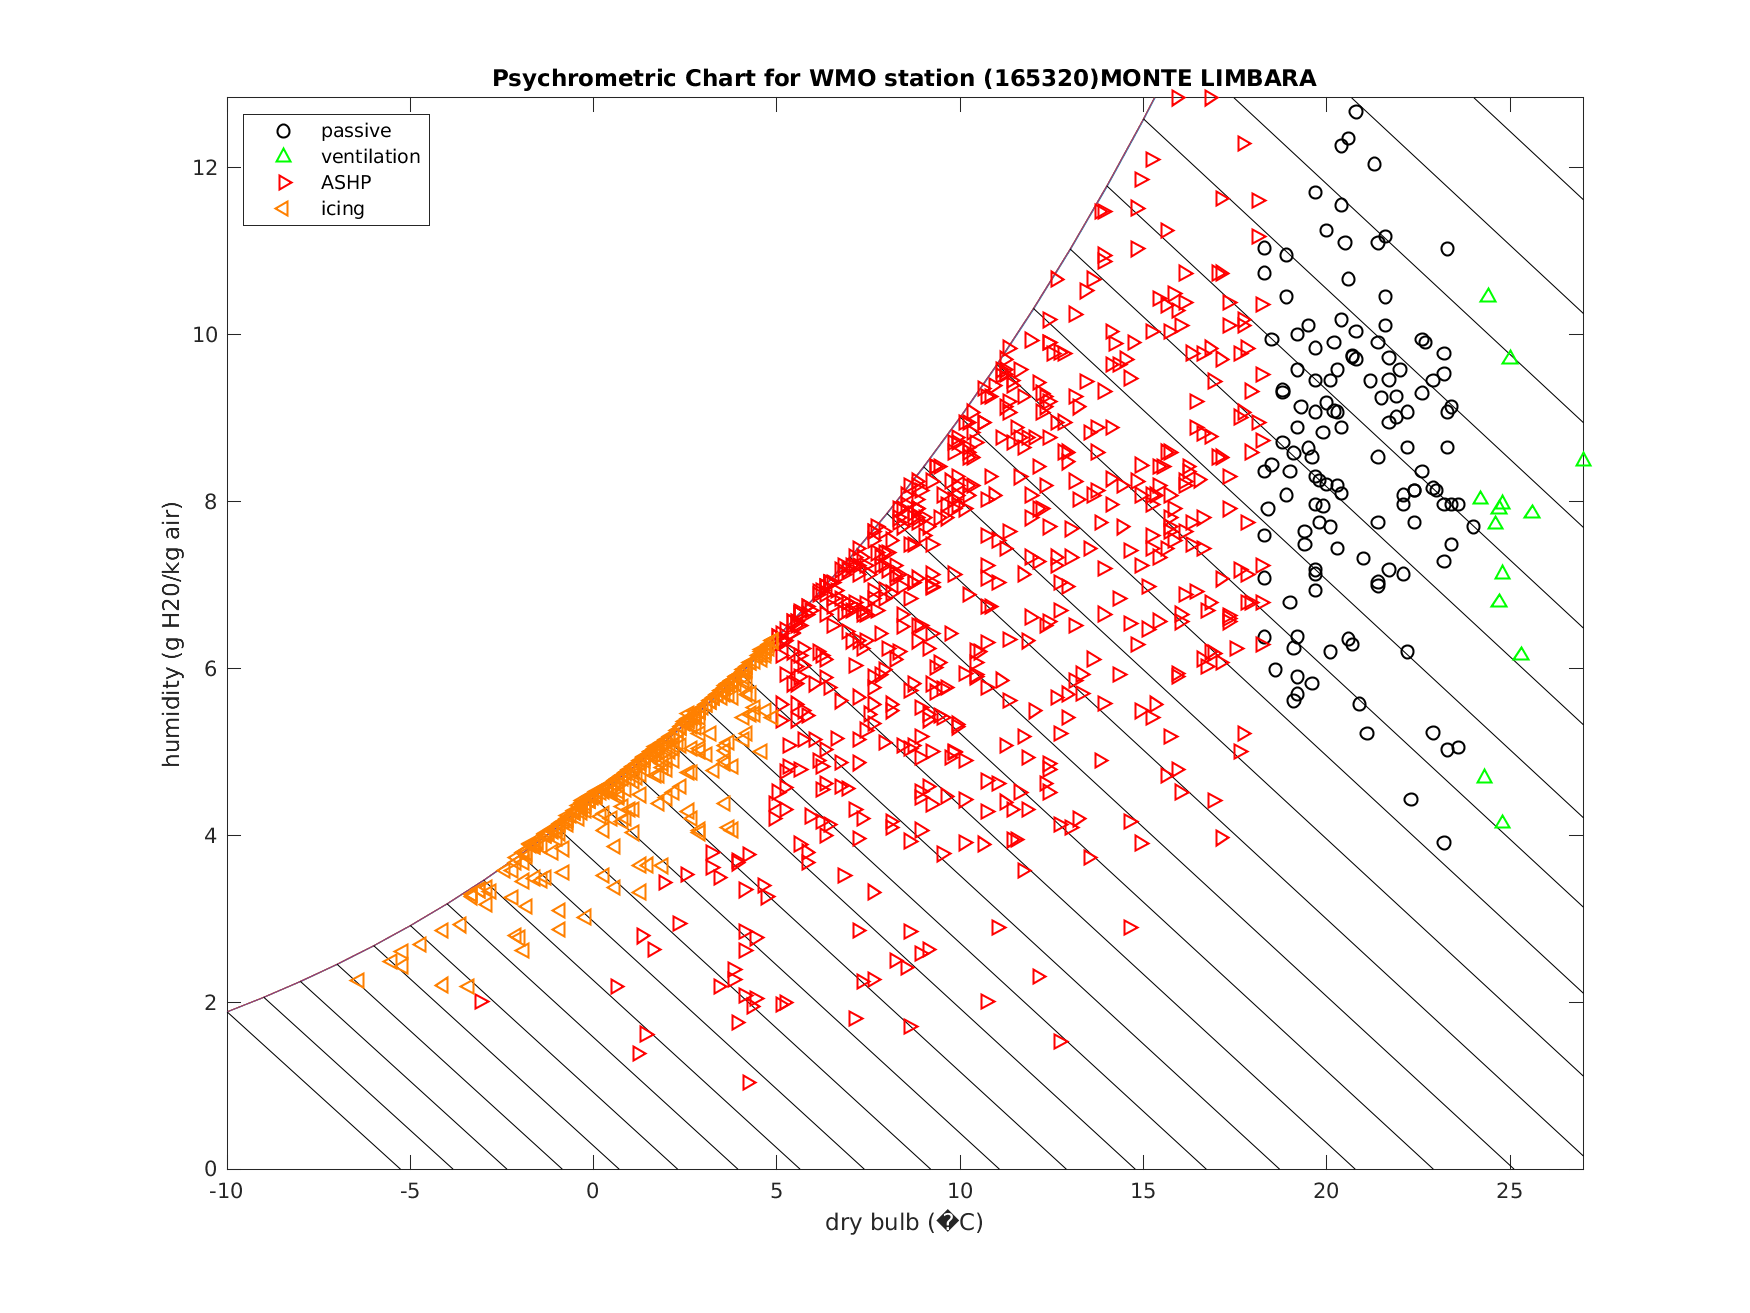 Psychrometric Chart for WMO station (165320)MONTE LIMBARA
passive
ventilation
ASHP
icing
humidity (g H20/kg air)
12
10
8
6
4
2
0
-10 -5 0 5 10 15 20 25
dry bulb (�C)